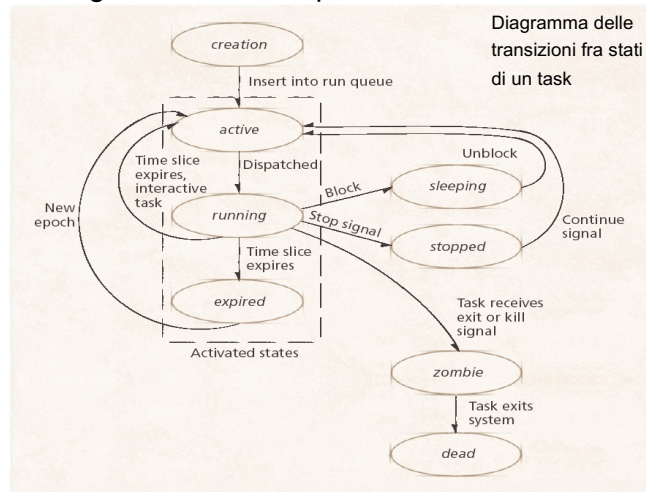 Diagramma delle
transizioni fra stati
di un task
creation
Insert into run queue
active
Time slice
expires,
interactive
task
Dispatched
Unblock
Block
sleeping
New
epoch
running
Stop signal
stopped
Continue
signal
Time slice
expires
expired
Task receives
exit or kill
signal
Activated states
zombie
Task exits
system
dead